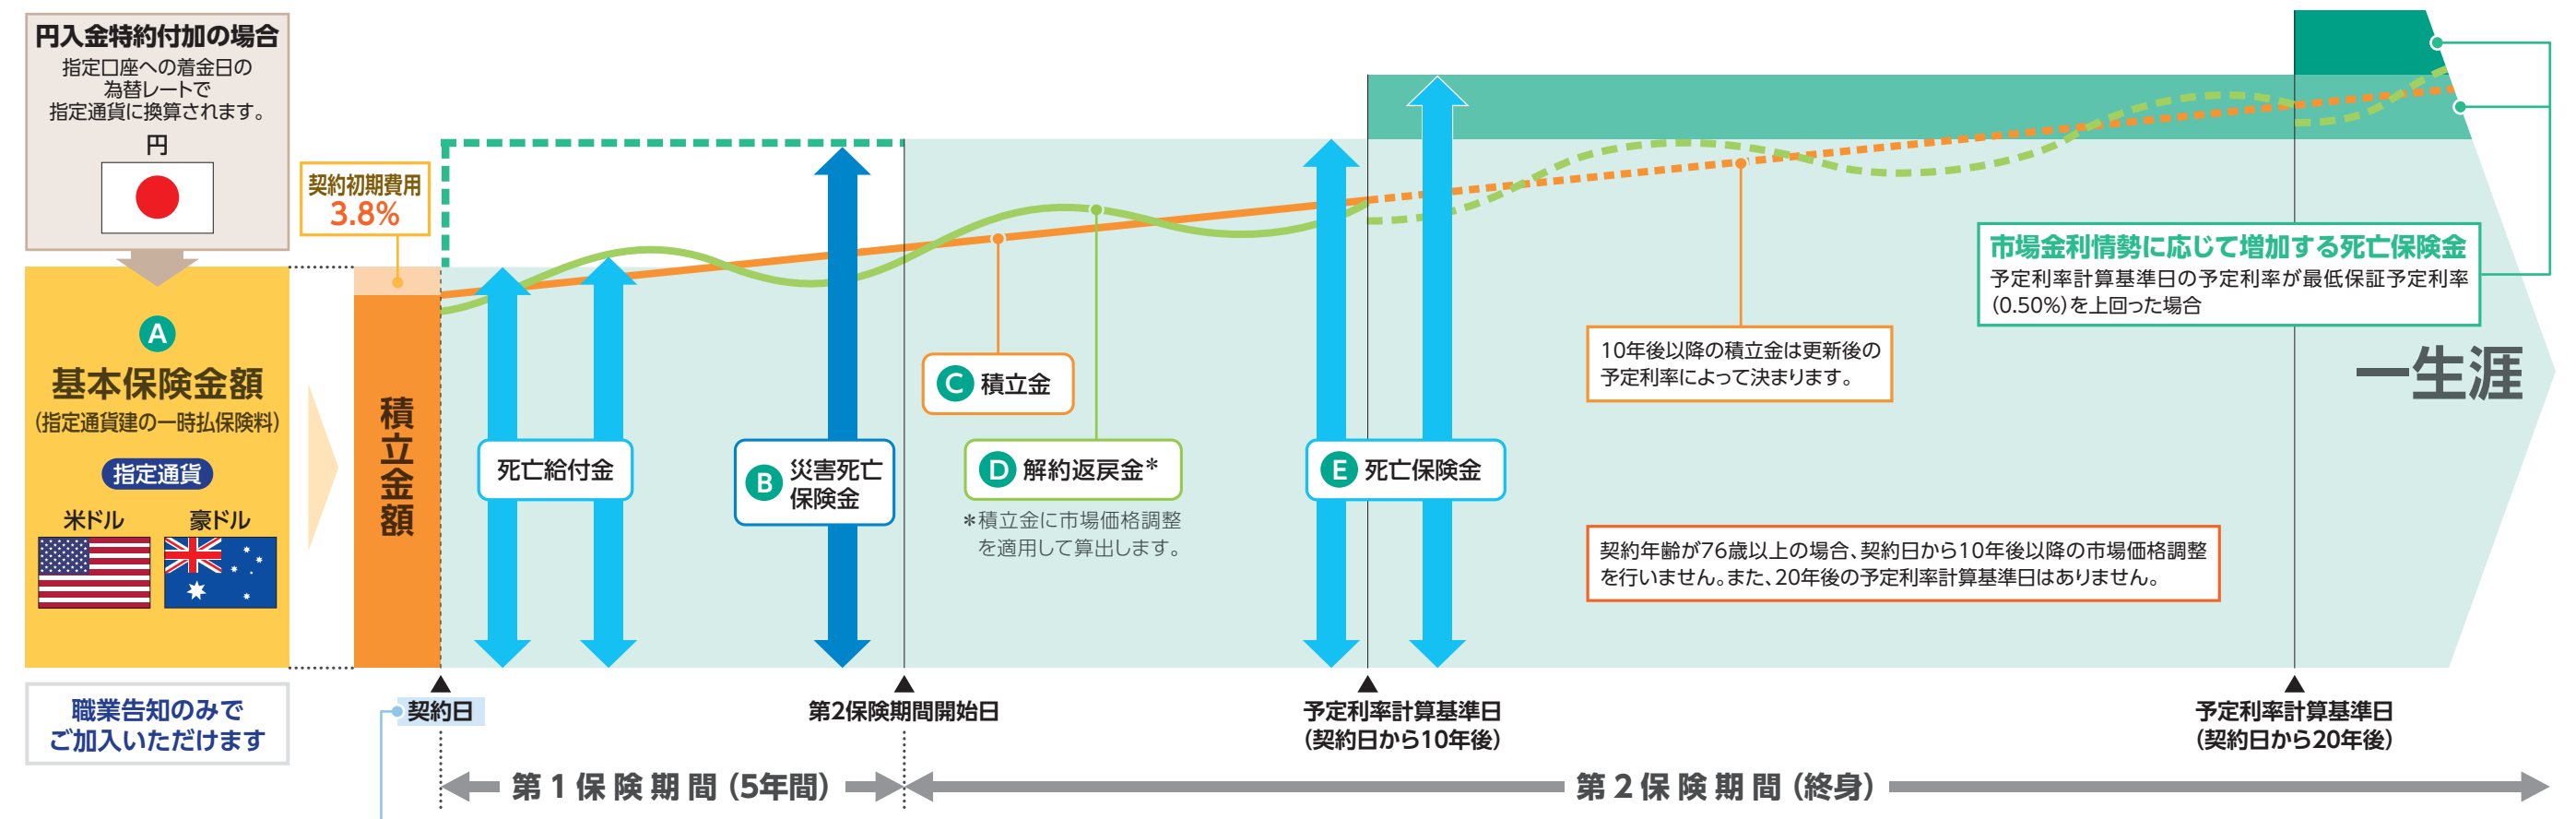 円入金特約付加の場合
指定口座への着金日の
為替レートで
指定通貨に換算されます。
円
契約初期費用
3.8%
A
基本保険金額
(指定通貨建の一時払保険料)
指定通貨
米ドル
豪ドル
職業告知のみで
ご加入いただけます
積立金額
死亡給付金
B 災害死亡
保険金
C 積立金
D 解約返戻金*
*積立金に市場価格調整
を適用して算出します。
E 死亡保険金
10年後以降の積立金は更新後の
予定利率によって決まります。
市場金利情勢に応じて増加する死亡保険金
予定利率計算基準日の予定利率が最低保証予定利率
(0.50%)を上回った場合
一生涯
契約年齢が76歳以上の場合、契約日から10年後以降の市場価格調整
を行いません。また、20年後の予定利率計算基準日はありません。
契約日
第2保険期間開始日
予定利率計算基準日
(契約日から10年後)
予定利率計算基準日
(契約日から20年後)
第1保険期間(5年間)
第2保険期間(終身)